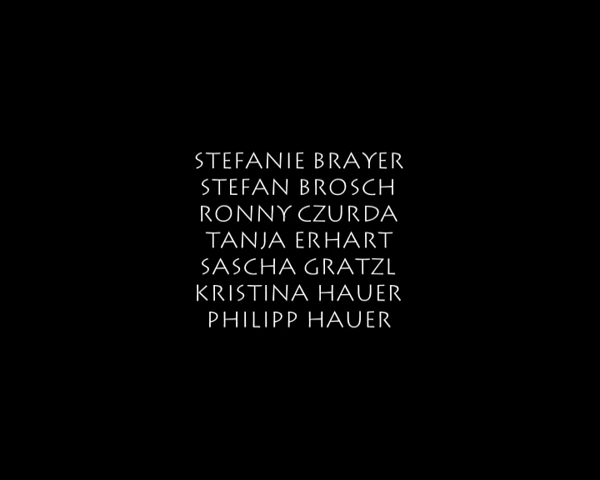 STEFANIE BRAYER
STEFAN BROSCH
RONNY CZURDA
TANJA ERHART
SASCHA GRATZL
KRISTINA HAUER
PHILIPP HAUER